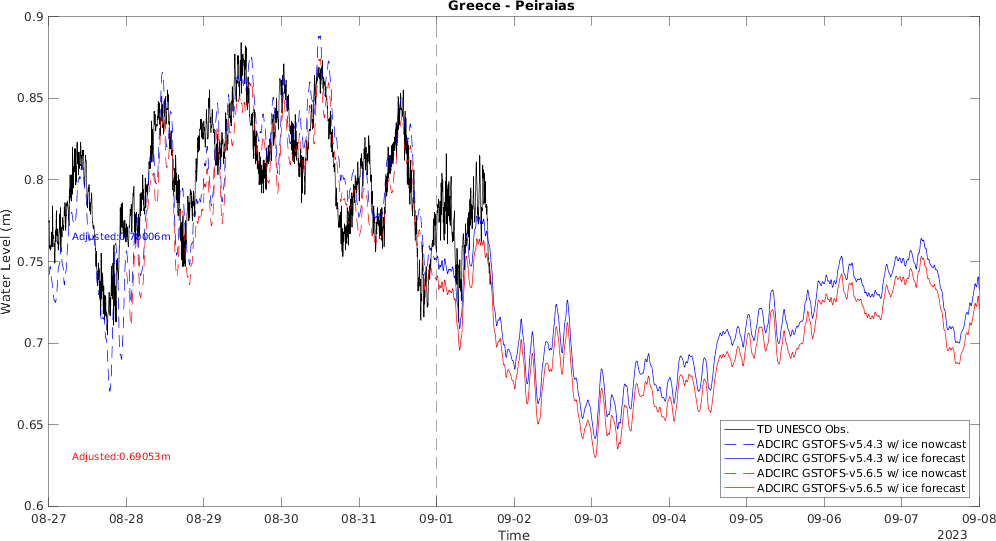 Greece - Peiraias
Water Level (m)
0.9
0.85
0.8
0.75
0.7
0.65
0.6
Adjusted:0.70006m
Adjusted:0.69053m
TD UNESCO Obs.
ADCIRC GSTOFS-v5.4.3 w/ ice nowcast
ADCIRC GSTOFS-v5.4.3 w/ ice forecast
ADCIRC GSTOFS-v5.6.5 w/ ice nowcast
ADCIRC GSTOFS-v5.6.5 w/ ice forecast
08-27 08-28 08-29 08-30 08-31 09-01 09-02 09-03 09-04 09-05 09-06 09-07 09-08
Time
2023